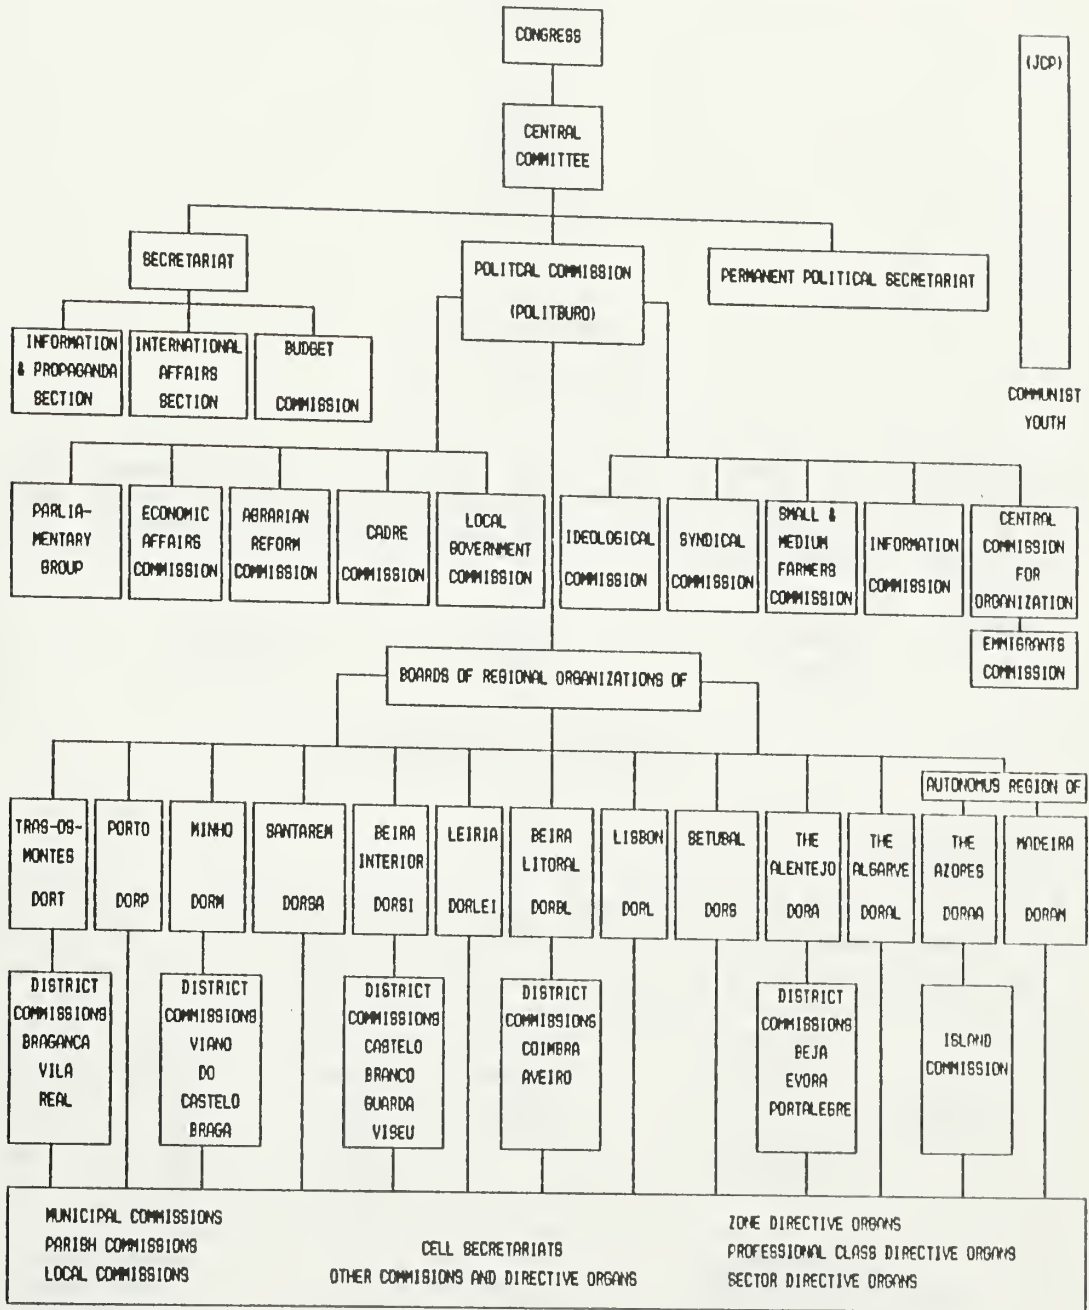 CONGRESS
(JCP)
CENTRAL
COMMITTEE
SECRETARIAT
POLITCAL COMMISSION
(POLITBURO)
PERMANENT POLITICAL SECRETARIAT
INFORMATION
& PROPAGANDA
SECTION
INTERNATIONAL
AFFAIRS
SECTION
BUDGET
COMMISSION
COMMUNIST
YOUTH
PARLIA-
MENTARY
GROUP
ECONOMIC
AFFAIRS
COMMISSION
AGRARIAN
REFORM
COMMISSION
CADRE
COMMISSION
LOCAL
GOVERNMENT
COMMISSION
IDEOLOGICAL
COMMISSION
SYNDICAL
COMMISSION
SMALL &
MEDIUM
FARMERS
COMMISSION
INFORMATION
COMMISSION
CENTRAL
COMMISSION
FOR
ORGANIZATION
EMMIGRANTS
COMMISSION
BOARDS OF REGIONAL ORGANIZATIONS OF
AUTONOMUS REGION OF
TRAS-OS-
MONTES
DORT
PORTO
DORP
MINHO
DORM
SANTAREM
DORSA
BEIRA
INTERIOR
DORBI
LEIRIA
DORLEI
BEIRA
LITORAL
DORBL
LISBON
DORL
SETUBAL
DORS
THE
ALENTEJO
DORA
THE
ALGARVE
DORAL
THE
AZORES
DORAA
MADEIRA
DORAM
DISTRICT
COMMISSIONS
BRAGANCA
VILA
REAL
DISTRICT
COMMISSIONS
VIANO
DO
CASTELO
BRAGA
DISTRICT
COMMISSIONS
CASTELO
BRANCO
GUARDA
VISEU
DISTRICT
COMMISSIONS
COIMBRA
AVEIRO
DISTRICT
COMMISSIONS
BEJA
EVORA
PORTALEGRE
ISLAND
COMMISSION
MUNICIPAL COMMISSIONS
PARISH COMMISSIONS
LOCAL COMMISSIONS
CELL SECRETARIATS
OTHER COMMISIONS AND DIRECTIVE ORGANS
ZONE DIRECTIVE ORGANS
PROFESSIONAL CLASS DIRECTIVE ORGANS
SECTOR DIRECTIVE ORGANS